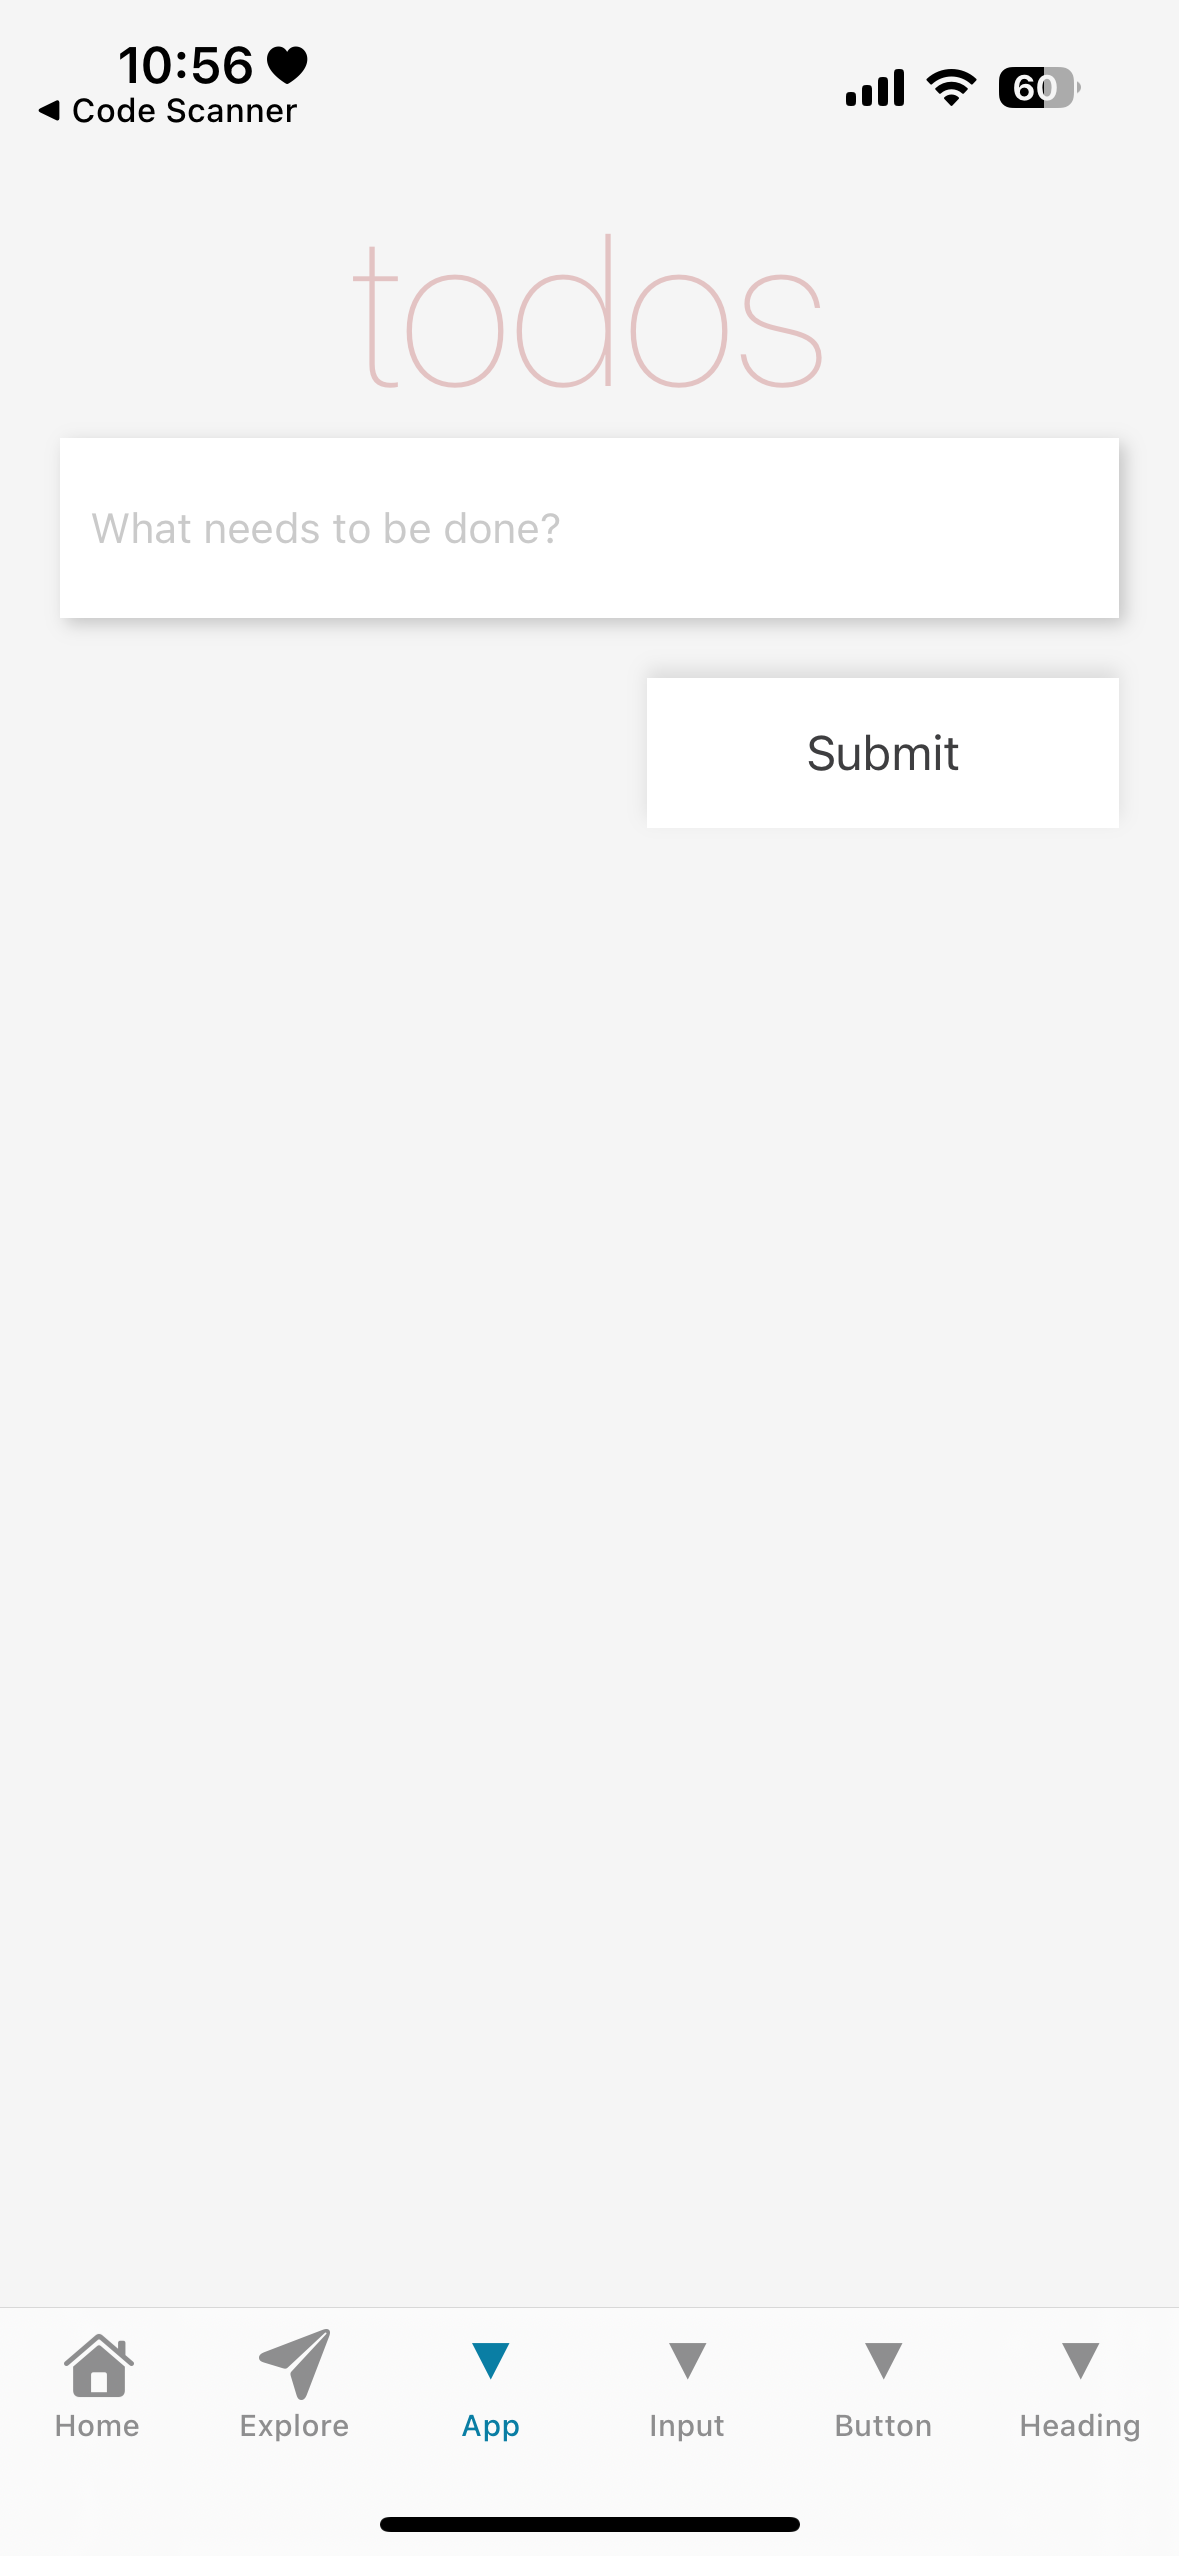 10:56
Code Scanner
60
todos
What needs to be done?
Submit
Home
Explore
App
Input
Button
Heading